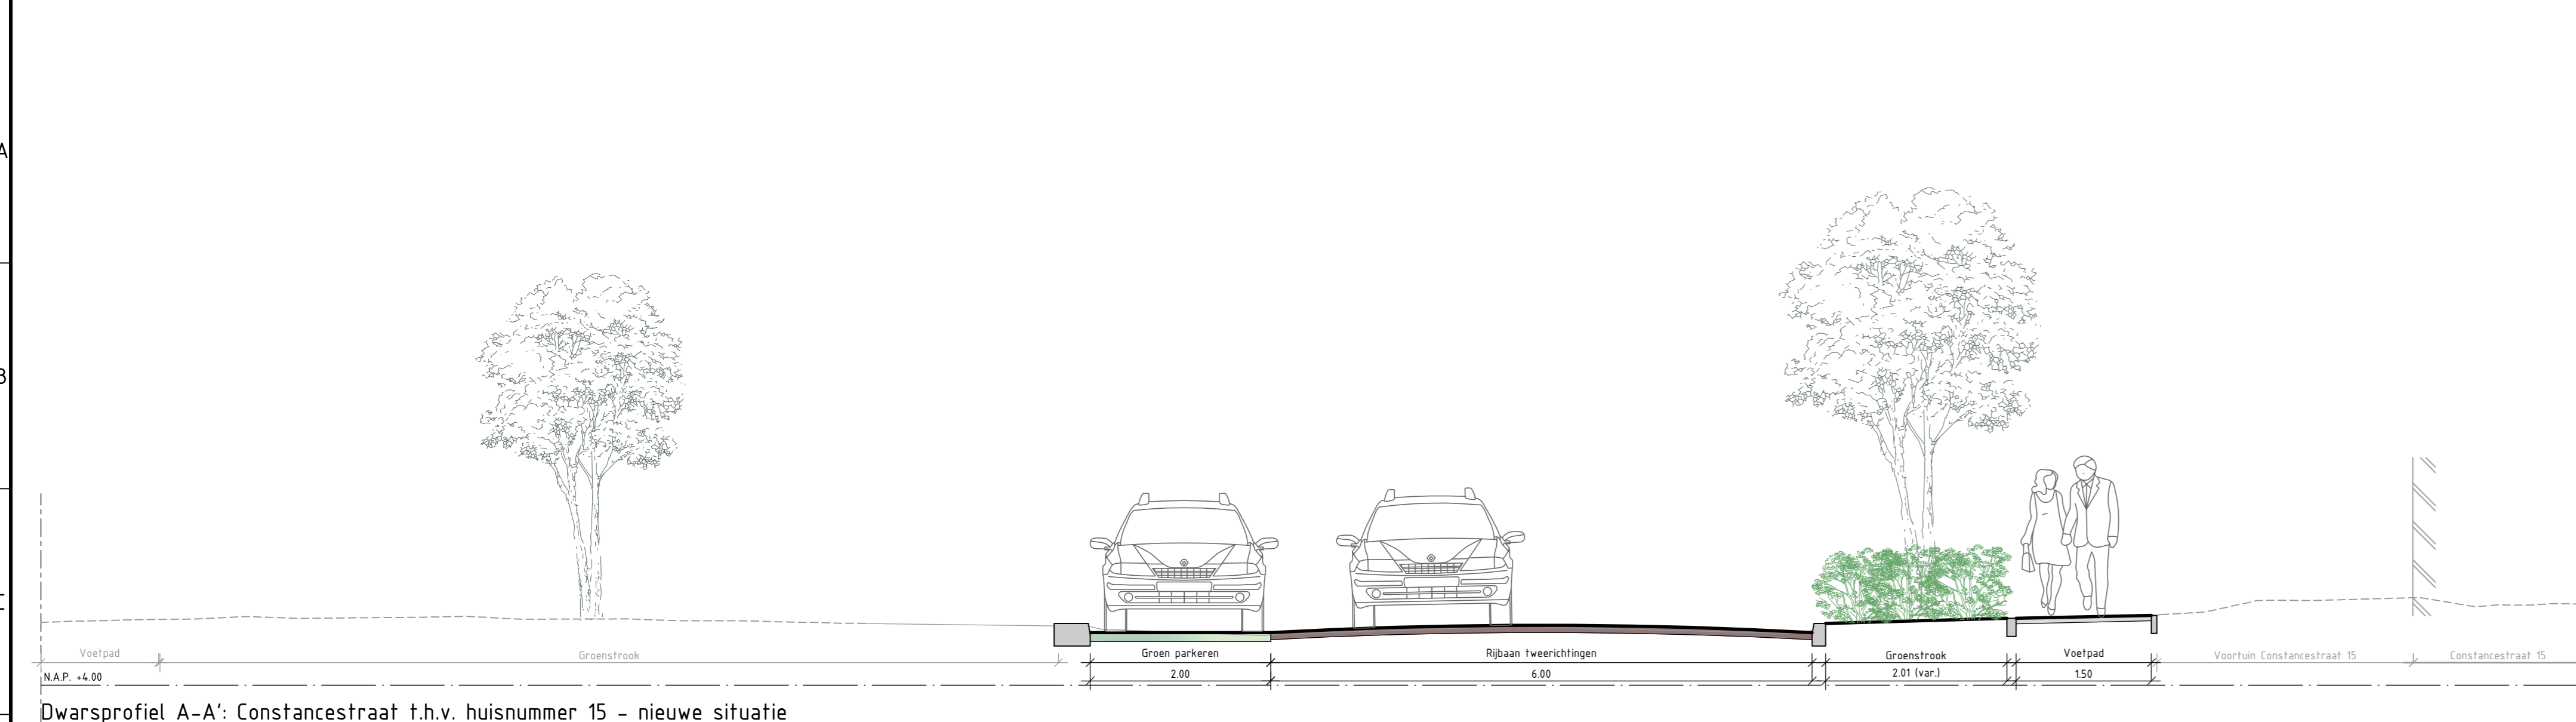 A
B
Voetpad
Groenstrook
Groen parkeren
Rijbaan tweerichtingen
Groenstrook
Voetpad
Voortuin Constancestraat 15
Constancestraat 15
N.A.P. +4.00
2.00
6.00
2.01 (var.)
1.50
Dwarsprofiel A-A': Constancestraat t.h.v. huisnummer 15 - nieuwe situatie